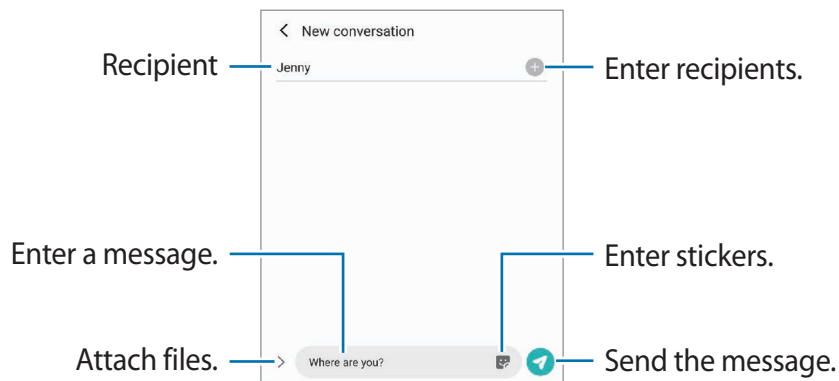 New conversation
Recipient
Jenny
Enter recipients.
Enter a message.
Enter stickers.
Attach files.
Where are you?
Send the message.